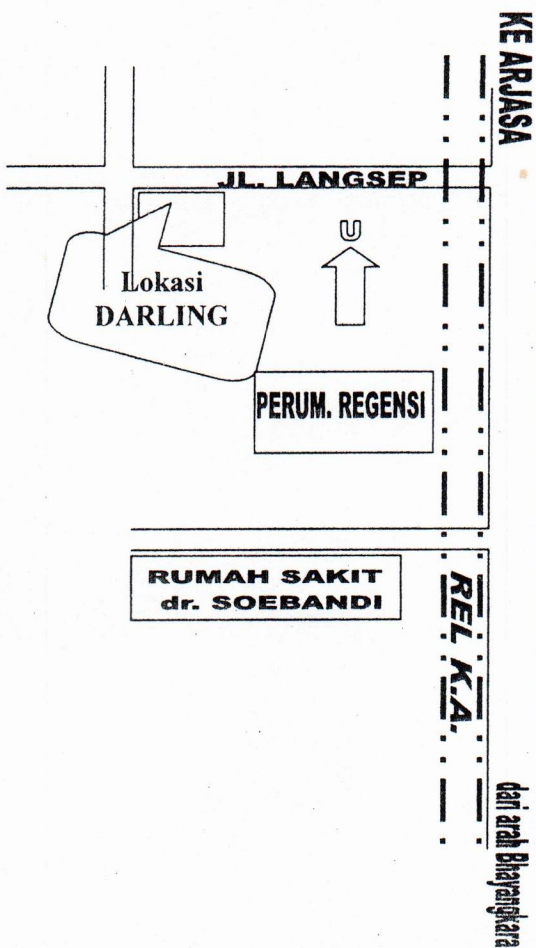 KE ARJASA
JL. LANGSEP
U
Lokasi
DARLING
PERUM. REGENSI
RUMAH SAKIT
dr. SOEBANDI
REL K.A.
dari arah Bhayangkara